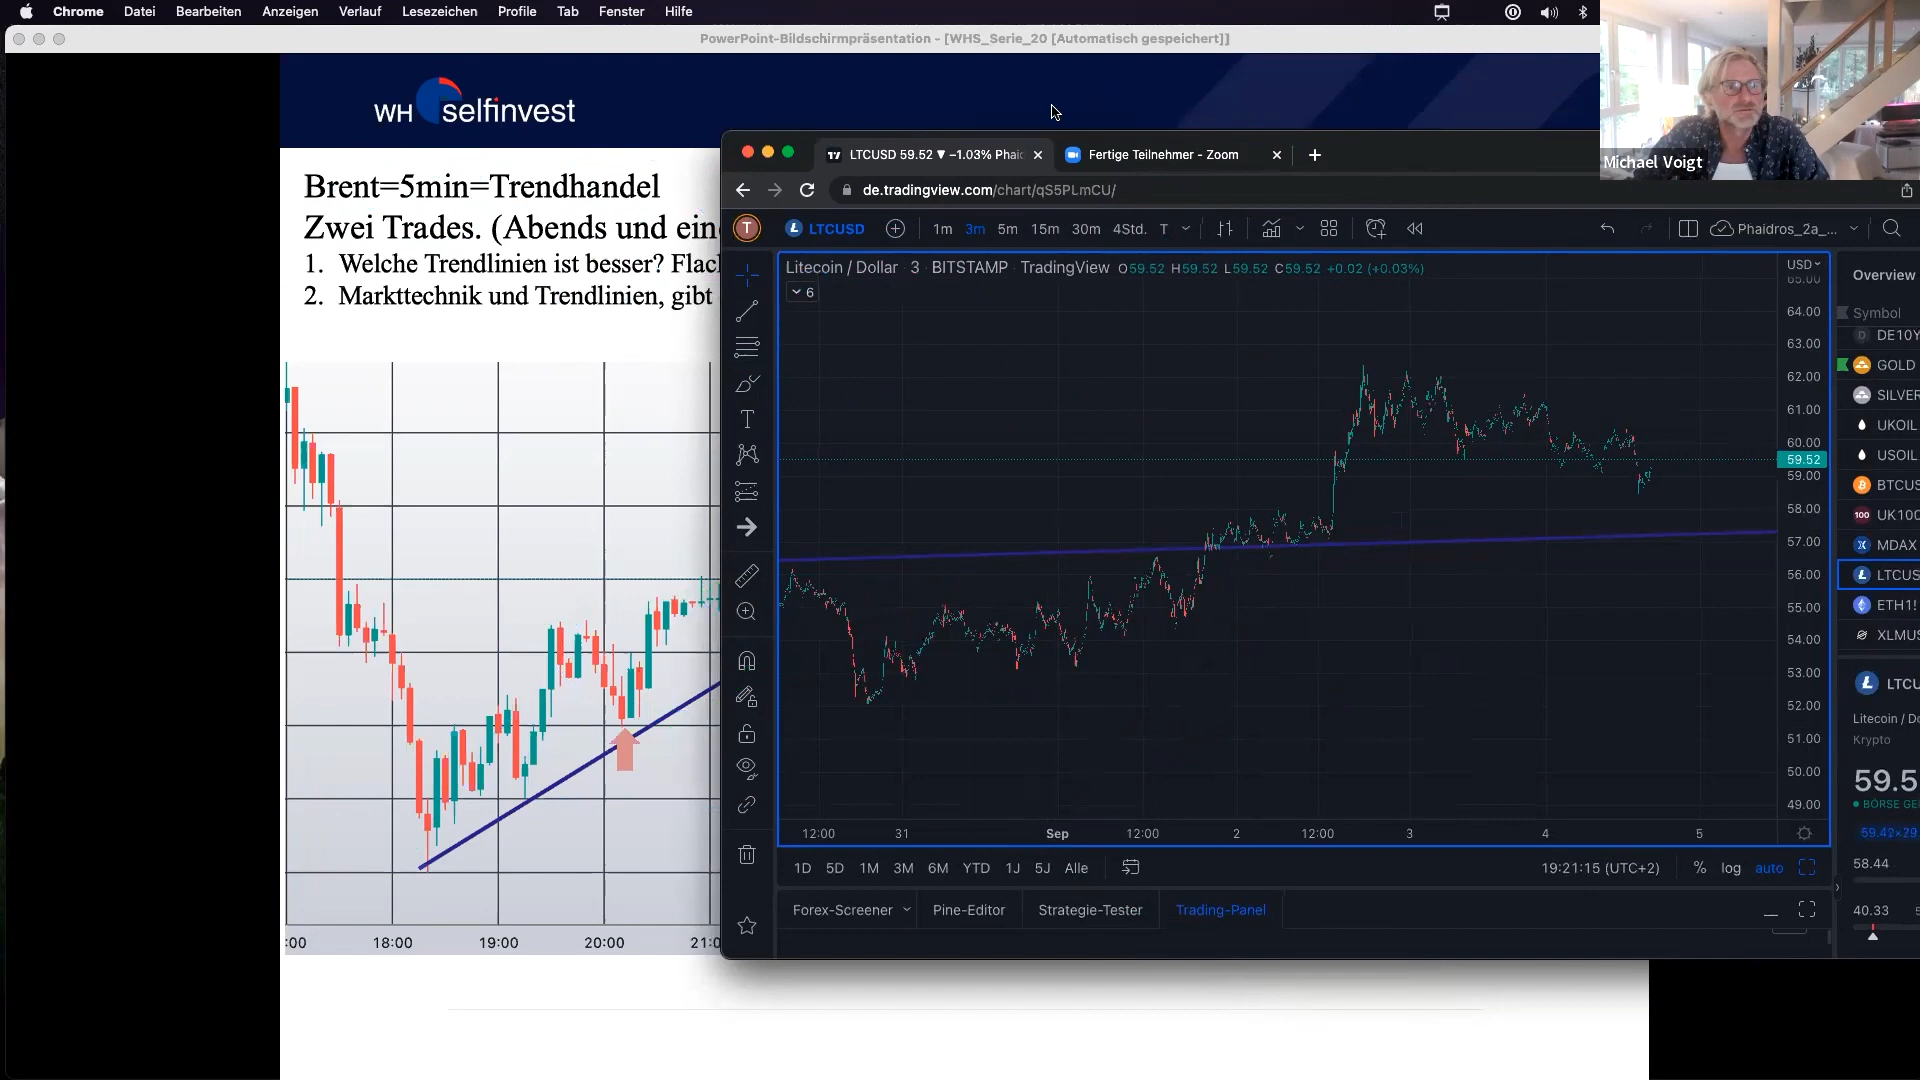 Chrome Datei Bearbeiten Anzeigen Verlauf Lesezeichen Profile Tab Fenster Hilfe
PowerPoint-Bildschirmpräsentation - [WHS_Serie_20 [Automatisch gespeichert]]
WH selfinvest
Michael Voigt
Brent=5min=Trendhandel
Zwei Trades. (Abends und ein
1. Welche Trendlinien ist besser? Flac
2. Markttechnik und Trendlinien, gibt
:00 18:00 19:00 20:00 21:0
LTCUSD 59.52 ▼ −1.03% Phai
Fertige Teilnehmer - Zoom
de.tradingview.com/chart/qS5PLmCU/
T LTCUSD 1m 3m 5m 15m 30m 4Std. T Phaidros_2a_...
Litecoin / Dollar 3 BITSTAMP TradingView O59.52 H59.52 L59.52 C59.52 +0.02 (+0.03%)
6
USD
65.00
64.00
63.00
62.00
61.00
60.00
59.52
59.00
58.00
57.00
56.00
55.00
54.00
53.00
52.00
51.00
50.00
49.00
12:00 31 Sep 12:00 2 12:00 3 4 5
1D 5D 1M 3M 6M YTD 1J 5J Alle 19:21:15 (UTC+2) % log auto
Forex-Screener Pine-Editor Strategie-Tester Trading-Panel
Overview
Symbol
D DE10Y
GOLD
SILVER
UKOIL
USOIL
BTCUS
100 UK100
MDAX
LTCUS
ETH1!
XLMUS
LTCU
Litecoin / Do
Krypto
59.5
BÖRSE GE
59.42×29
58.44
40.33